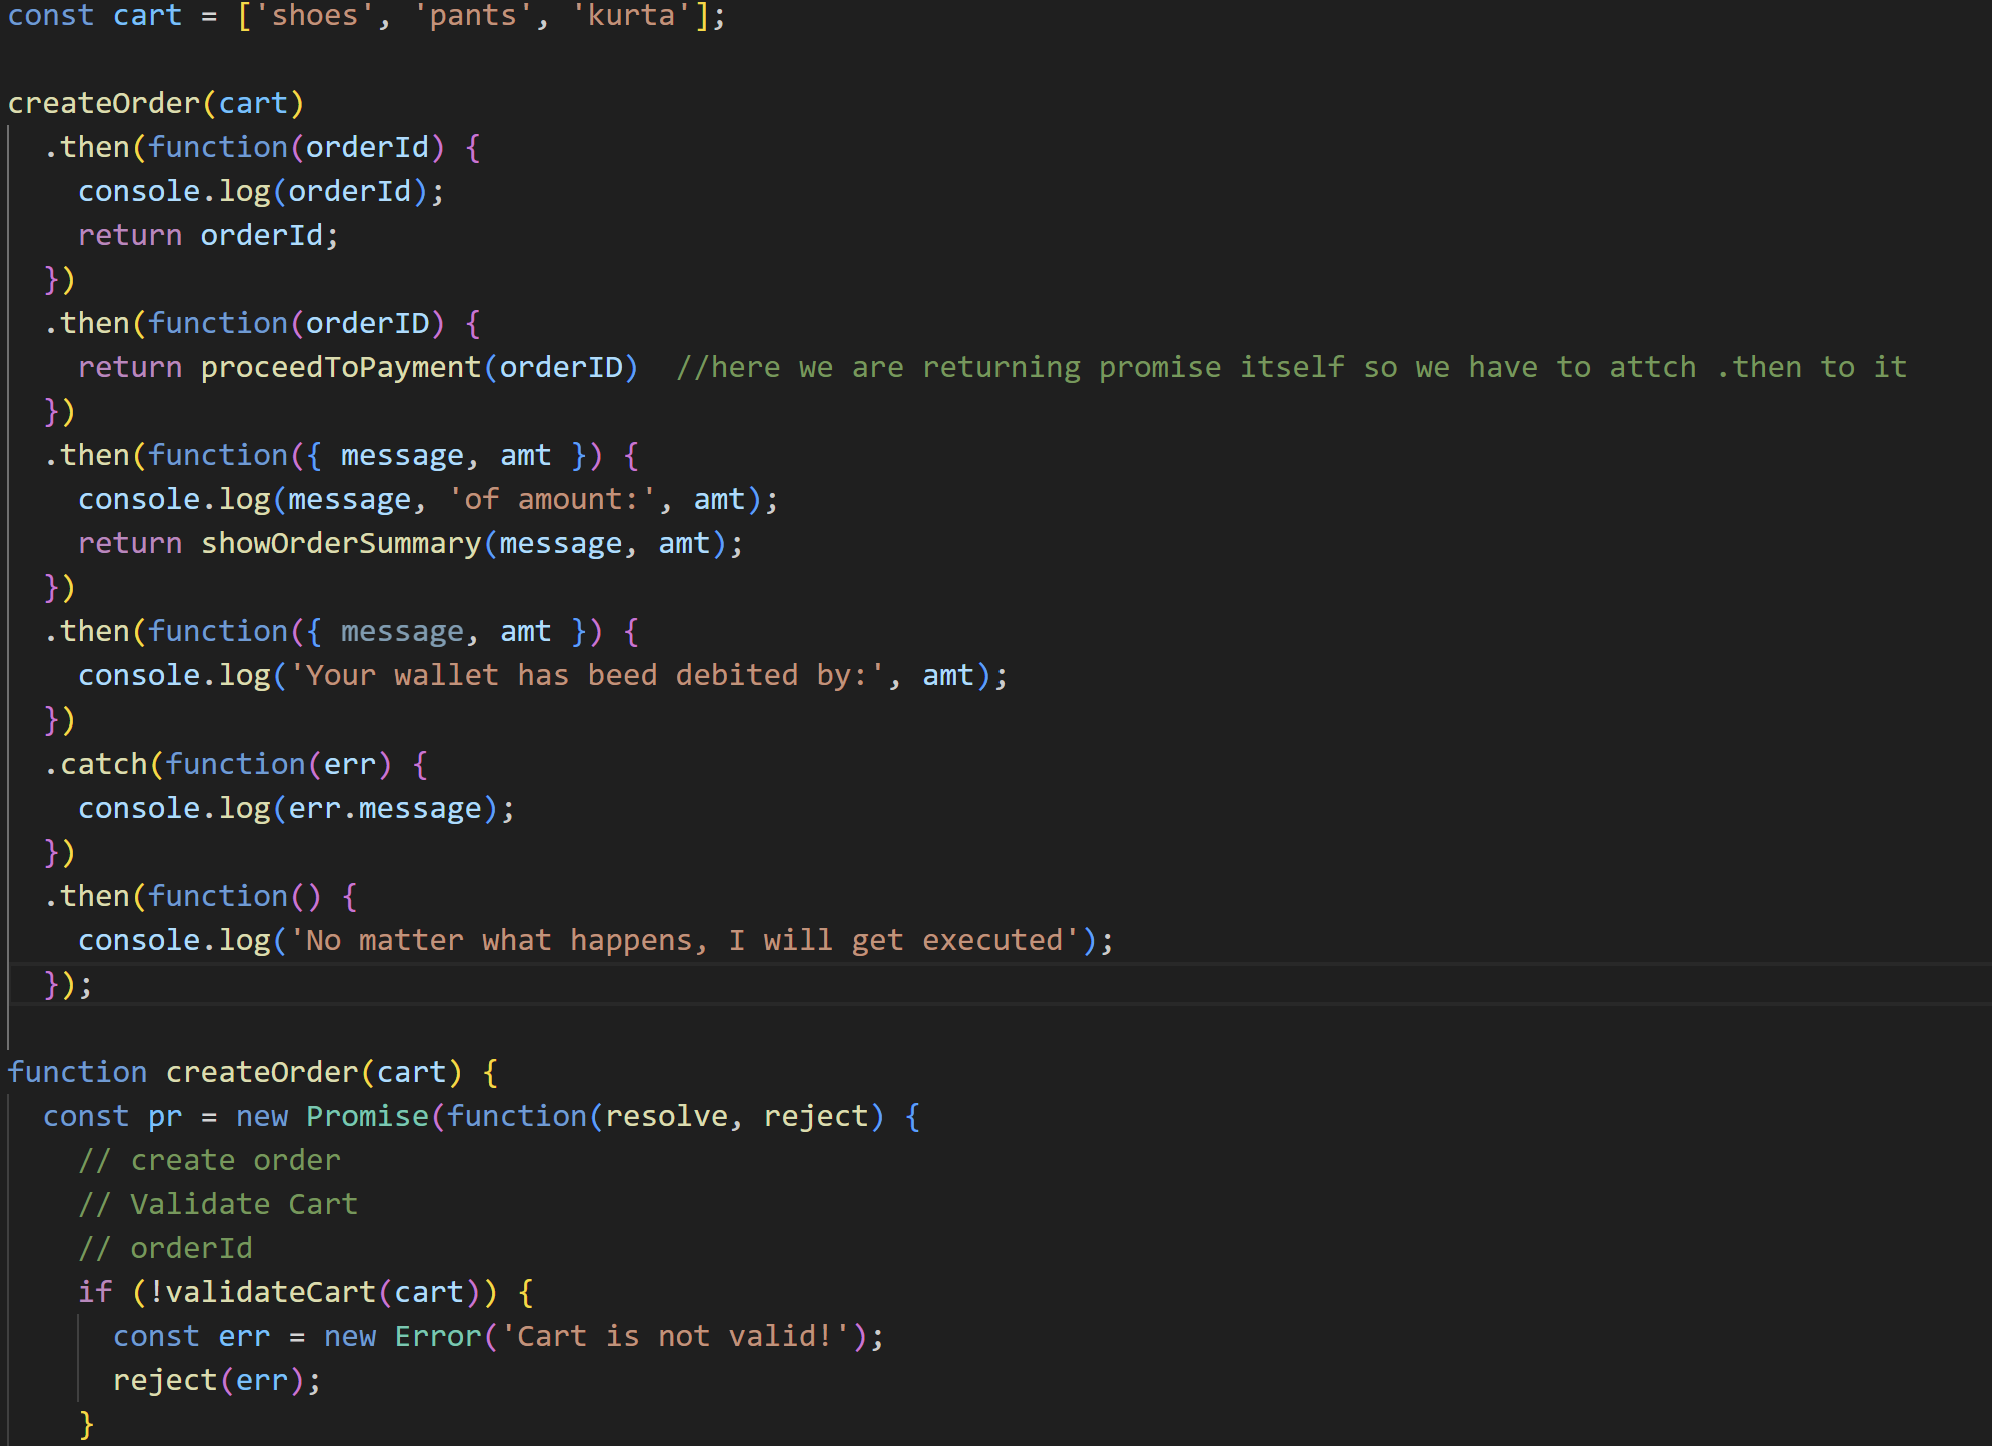 const cart = ['shoes', 'pants', 'kurta'];
createOrder(cart)
.then(function(orderId) {
console.log(orderId);
return orderId;
})
.then(function(orderID) {
return proceedToPayment(orderID)  //here we are returning promise itself so we have to attch .then to it
})
.then(function({ message, amt }) {
console.log(message, 'of amount:', amt);
return showOrderSummary(message, amt);
})
.then(function({ message, amt }) {
console.log('Your wallet has beed debited by:', amt);
})
.catch(function(err) {
console.log(err.message);
})
.then(function() {
console.log('No matter what happens, I will get executed');
});
function createOrder(cart) {
const pr = new Promise(function(resolve, reject) {
// create order
// Validate Cart
// orderId
if (!validateCart(cart)) {
const err = new Error('Cart is not valid!');
reject(err);
}